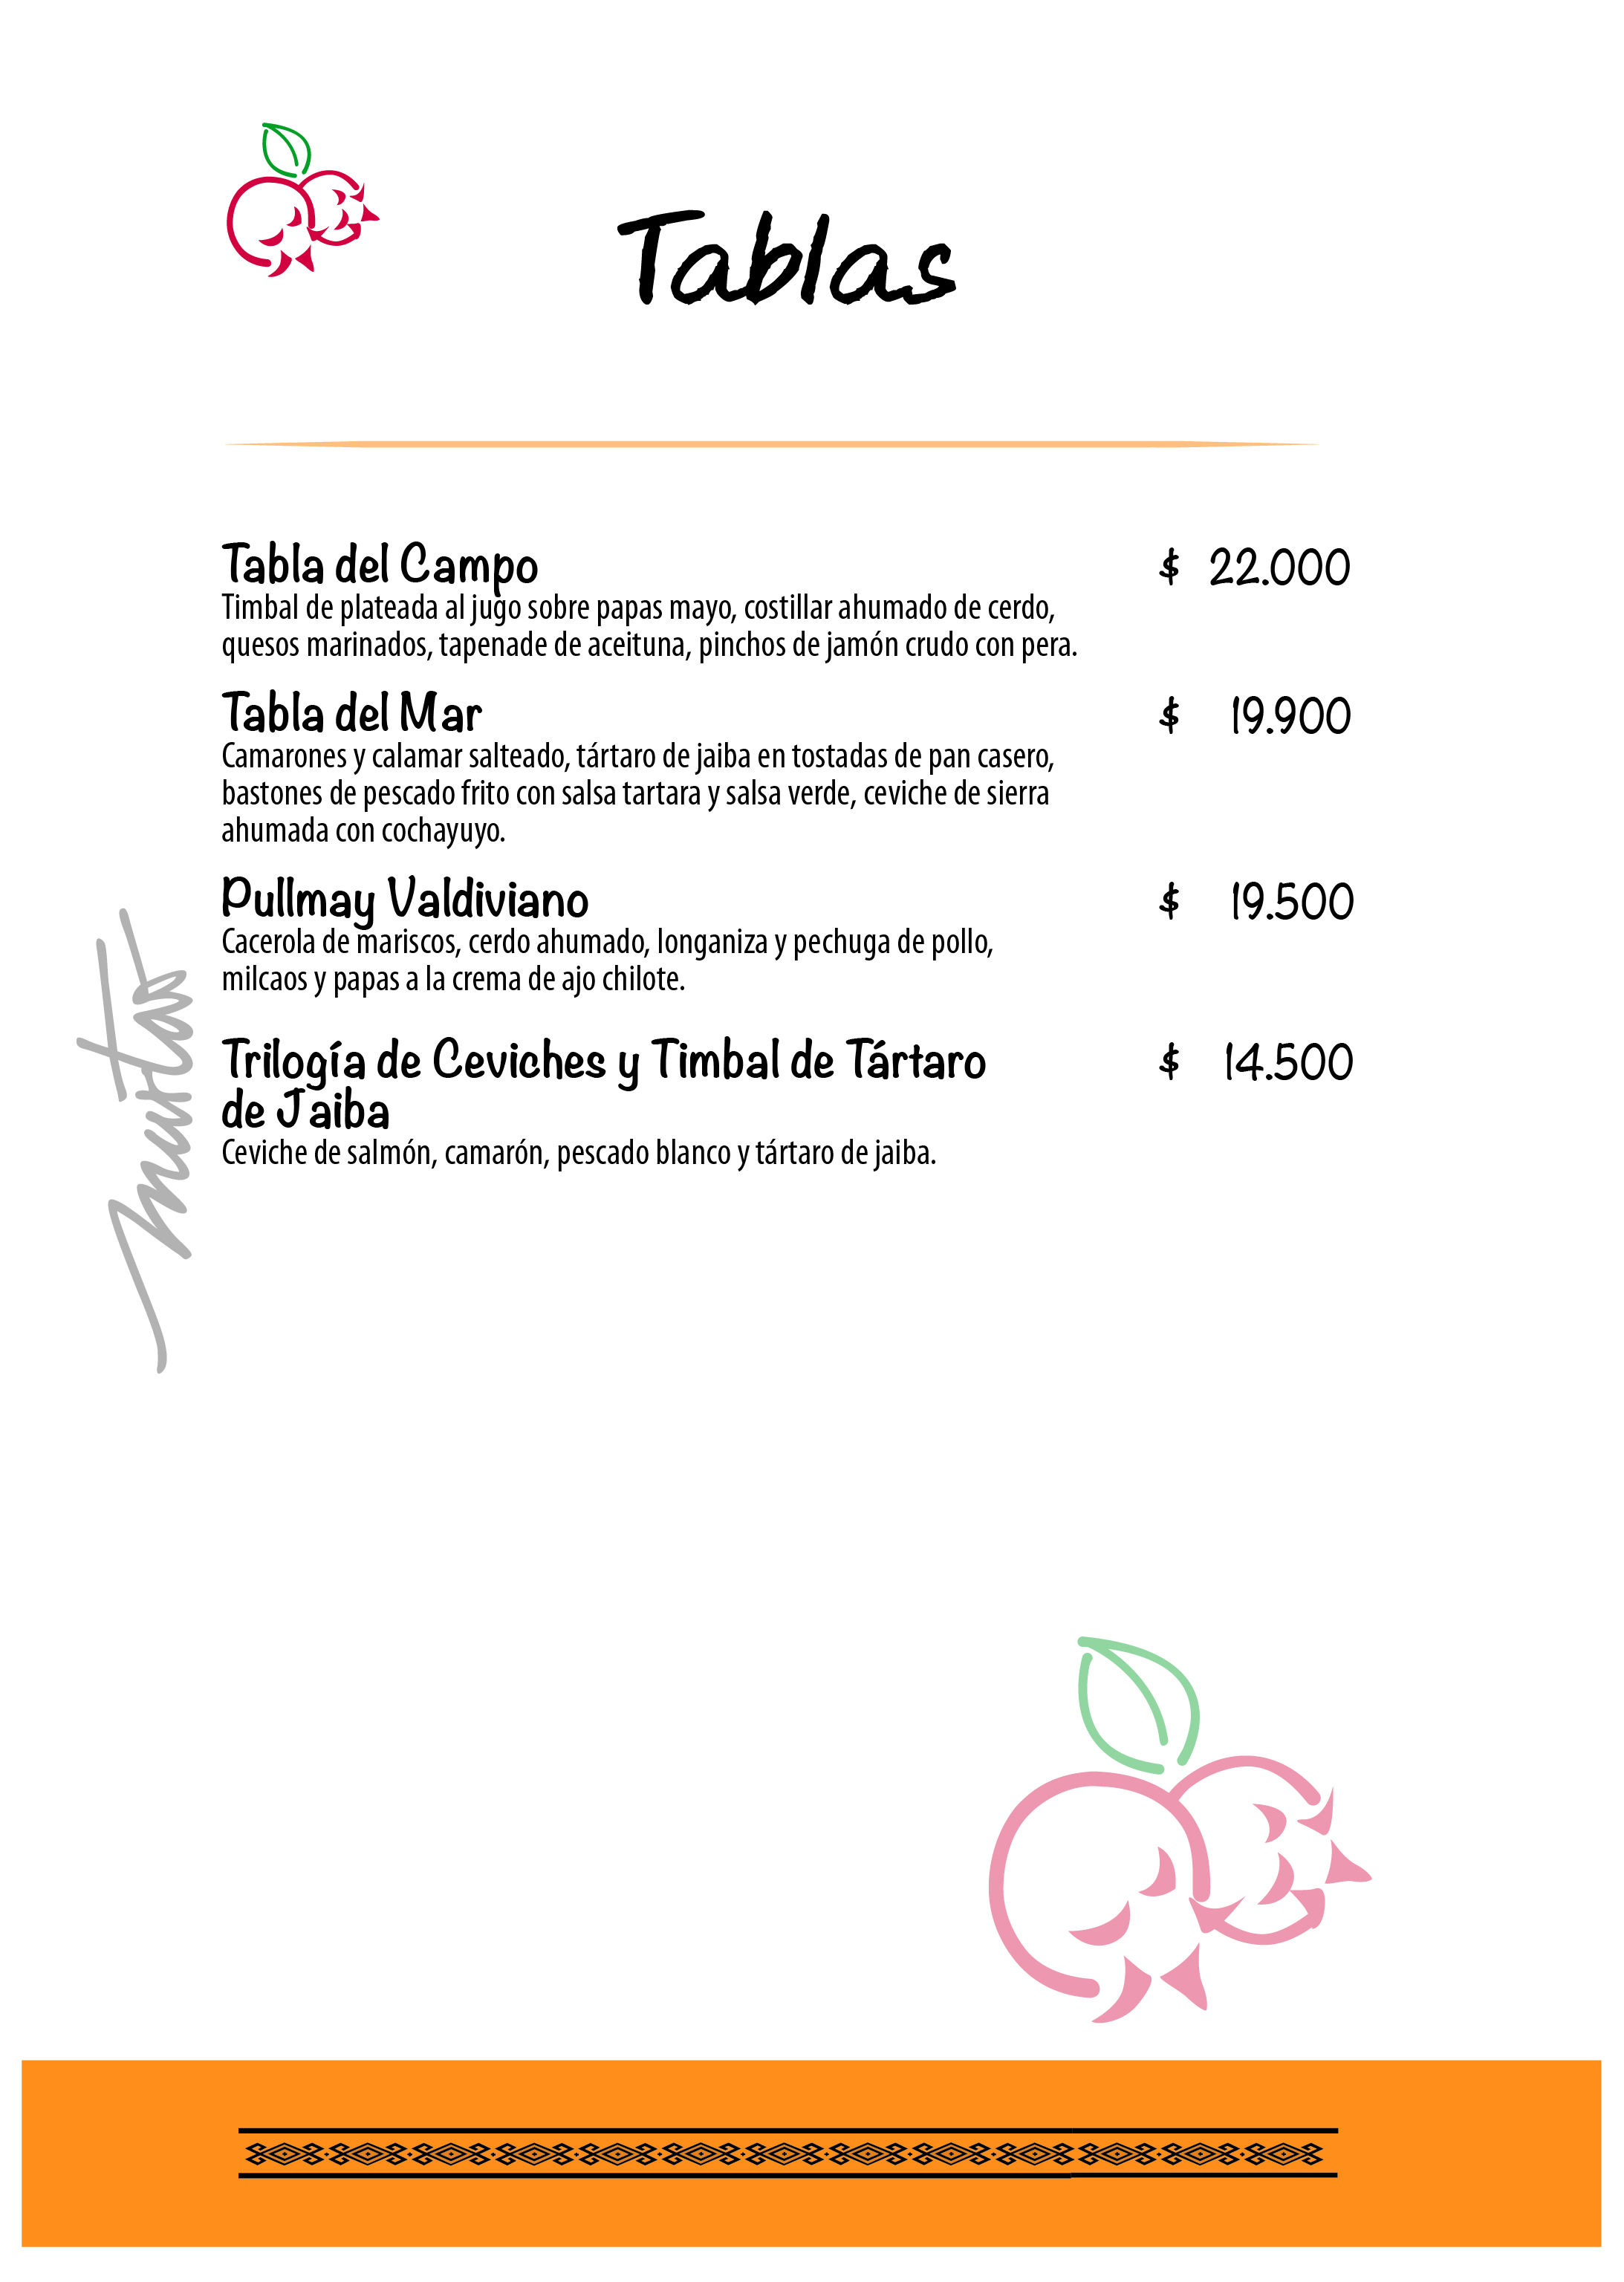 Tablas
Tabla del Campo $ 22.000
Timbal de plateada al jugo sobre papas mayo, costillar ahumado de cerdo,
quesos marinados, tapenade de aceituna, pinchos de jamón crudo con pera.
Tabla del Mar $ 19.900
Camarones y calamar salteado, tártaro de jaiba en tostadas de pan casero,
bastones de pescado frito con salsa tartara y salsa verde, ceviche de sierra
ahumada con cochayuyo.
Pullmay Valdiviano $ 19.500
Cacerola de mariscos, cerdo ahumado, longaniza y pechuga de pollo,
milcaos y papas a la crema de ajo chilote.
Trilogía de Ceviches y Timbal de Tártaro $ 14.500
de Jaiba
Ceviche de salmón, camarón, pescado blanco y tártaro de jaiba.
murtas